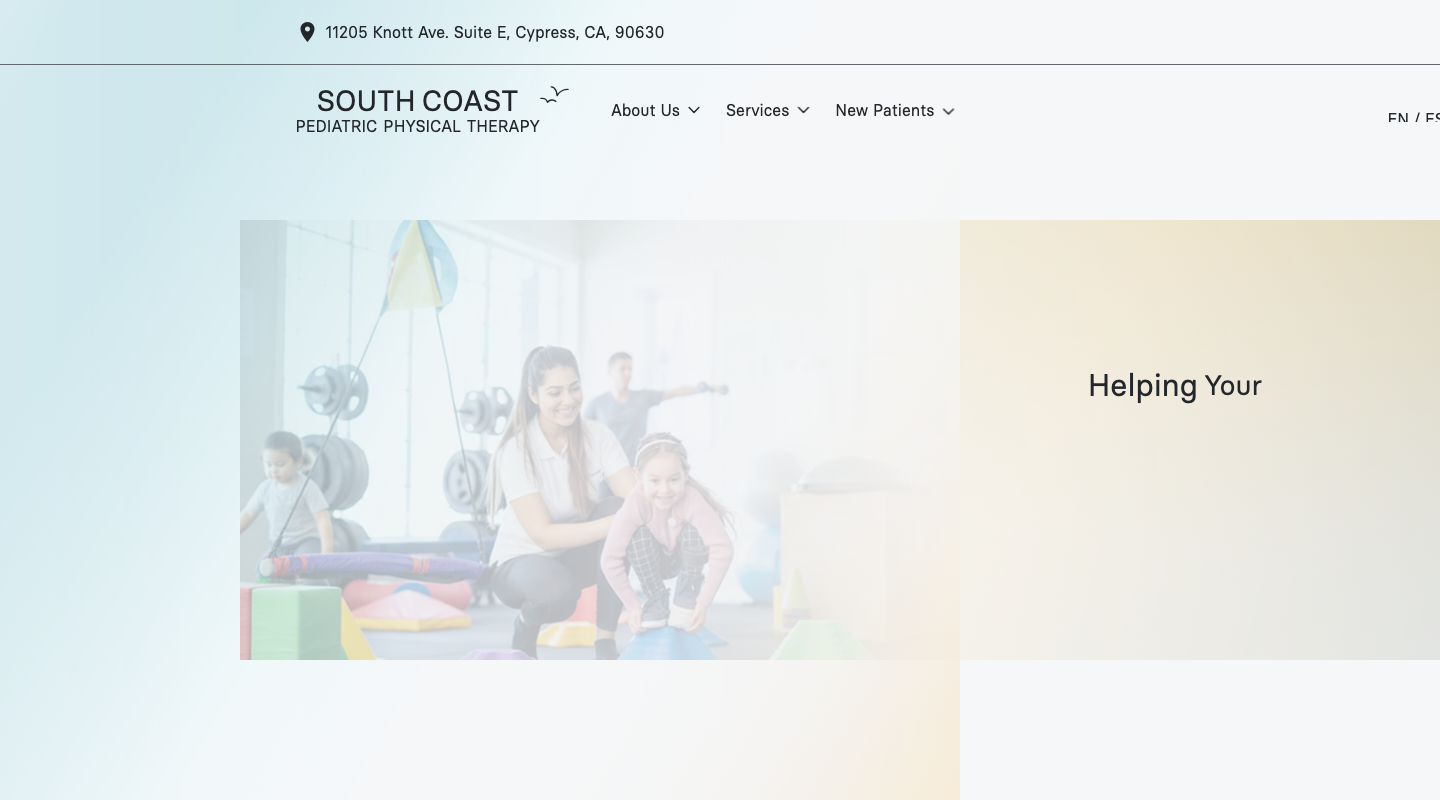 11205 Knott Ave. Suite E, Cypress, CA, 90630
SOUTH COAST
PEDIATRIC PHYSICAL THERAPY
About Us
Services
New Patients
EN / ES
Helping Your